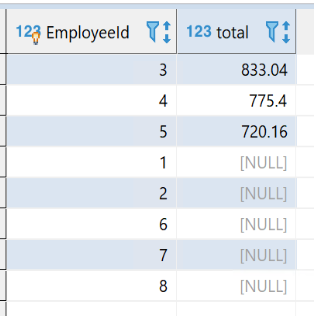 123 EmployeeId 123 total
3 833.04
4 775.4
5 720.16
1 [NULL]
2 [NULL]
6 [NULL]
7 [NULL]
8 [NULL]